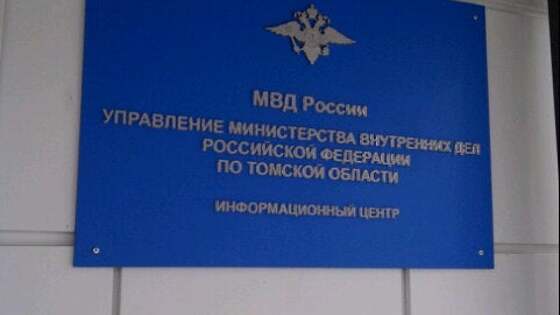 МВД России
УПРАВЛЕНИЕ МИНИСТЕРСТВА ВНУТРЕННИХ ДЕЛ
РОССИЙСКОЙ ФЕДЕРАЦИИ
ПО ТОМСКОЙ ОБЛАСТИ
ИНФОРМАЦИОННЫЙ ЦЕНТР